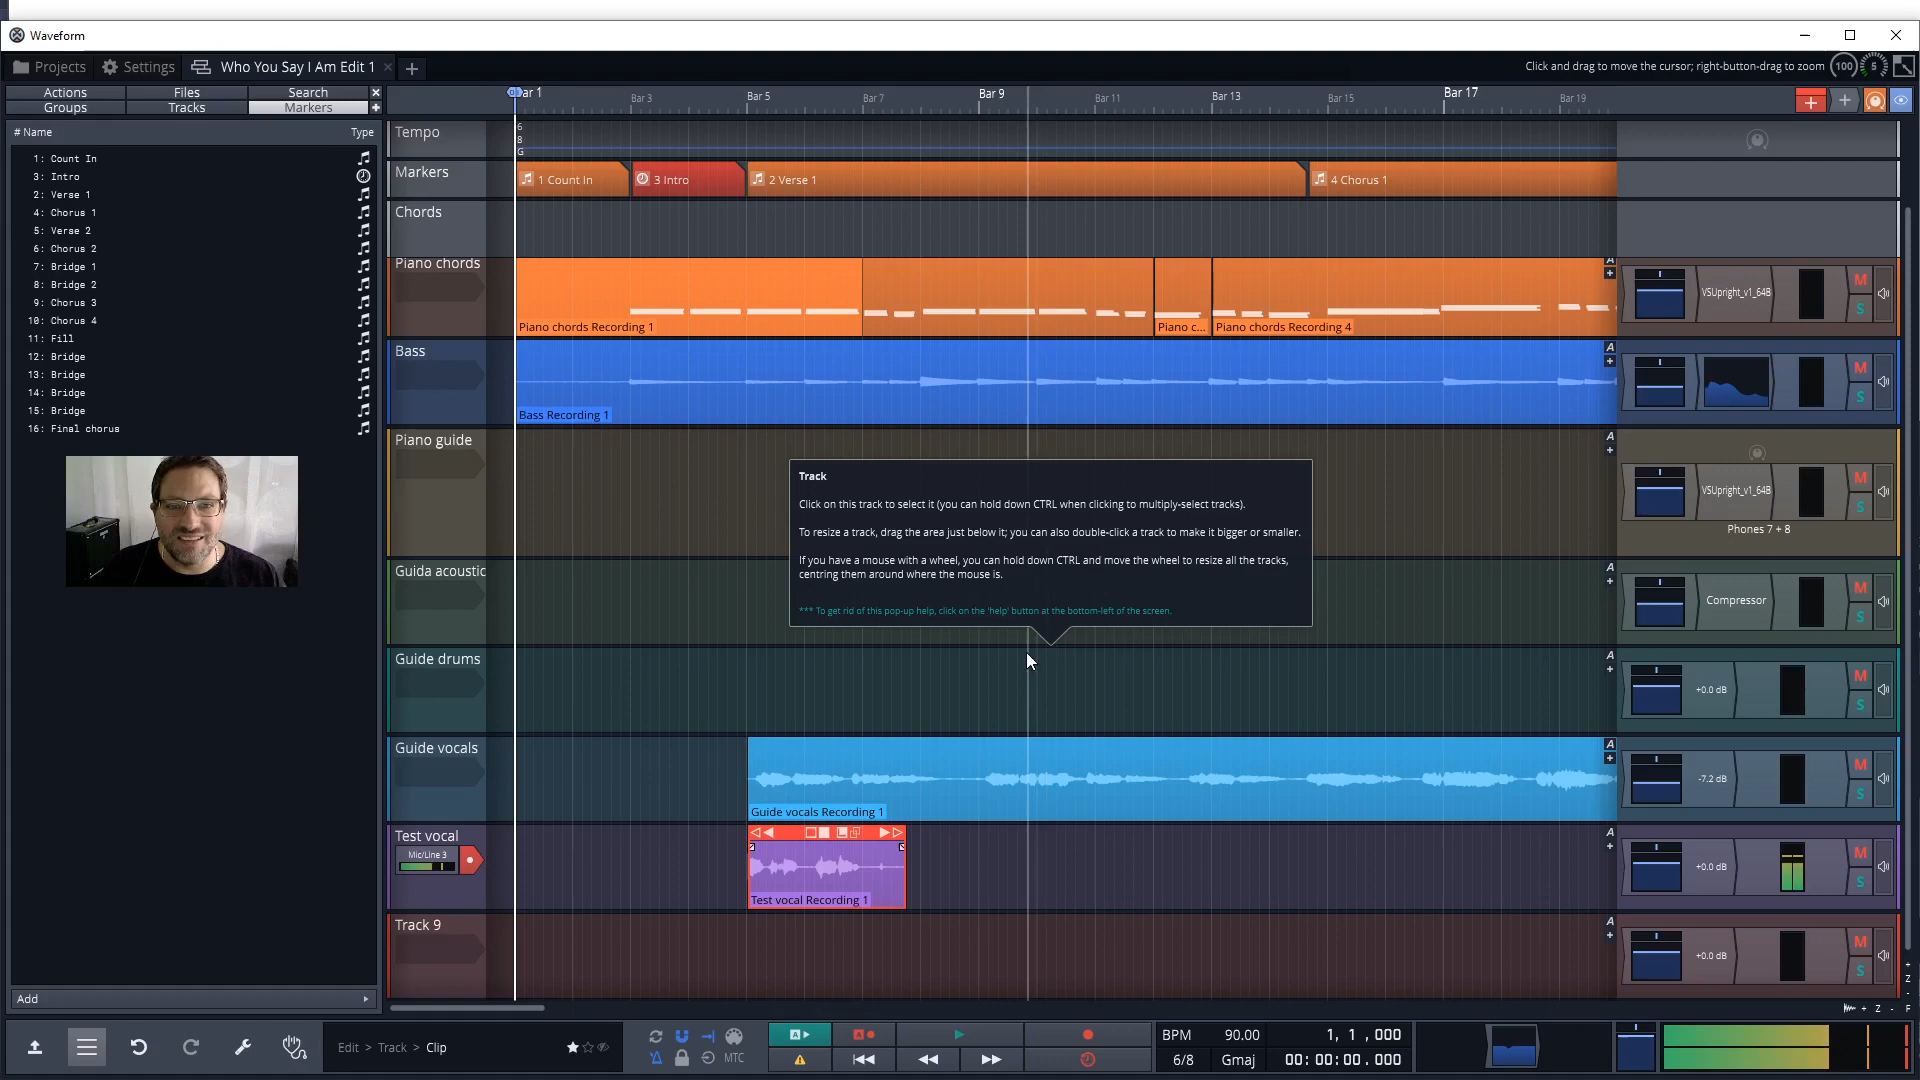 Waveform
Projects
Settings
Who You Say I Am Edit 1
Click and drag to move the cursor; right-button-drag to zoom
100
5
Actions
Files
Search
Groups
Tracks
Markers
# Name
Type
1: Count In
3: Intro
2: Verse 1
4: Chorus 1
5: Verse 2
6: Chorus 2
7: Bridge 1
8: Bridge 2
9: Chorus 3
10: Chorus 4
11: Fill
12: Bridge
13: Bridge
14: Bridge
15: Bridge
16: Final chorus
Add
Bar 3
Bar 5
Bar 7
Bar 9
Bar 11
Bar 13
Bar 15
Bar 17
Bar 19
Tempo
6
8
G
Markers
1 Count In
3 Intro
2 Verse 1
4 Chorus 1
Chords
Piano chords
Piano chords Recording 1
Piano c...
Piano chords Recording 4
A
VSUpright_v1_64B
M
S
Bass
Bass Recording 1
A
M
S
Piano guide
A
VSUpright_v1_64B
M
S
Phones 7 + 8
Track
Click on this track to select it (you can hold down CTRL when clicking to multiply-select tracks).
To resize a track, drag the area just below it; you can also double-click a track to make it bigger or smaller.
If you have a mouse with a wheel, you can hold down CTRL and move the wheel to resize all the tracks,
centring them around where the mouse is.
*** To get rid of this pop-up help, click on the 'help' button at the bottom-left of the screen.
Guida acoustic
A
Compressor
M
S
Guide drums
A
+0.0 dB
M
S
Guide vocals
Guide vocals Recording 1
A
-7.2 dB
M
S
Test vocal
Mic/Line 3
Test vocal Recording 1
A
+0.0 dB
M
S
Track 9
A
+0.0 dB
M
S
+ Z - F
Edit > Track > Clip
MTC
A
A
BPM 90.00
1, 1 ,000
6/8 Gmaj
00:00:00.000